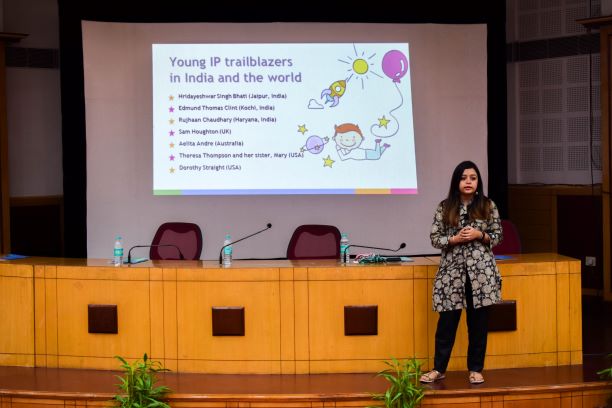 Young IP trailblazers
in India and the world
Hridayeshwar Singh Bhati (Jaipur, India)
Edmund Thomas Clint (Kochi, India)
Rujhaan Chaudhary (Haryana, India)
Sam Houghton (UK)
Aelita Andre (Australia)
Theresa Thompson and her sister, Mary (USA)
Dorothy Straight (USA)